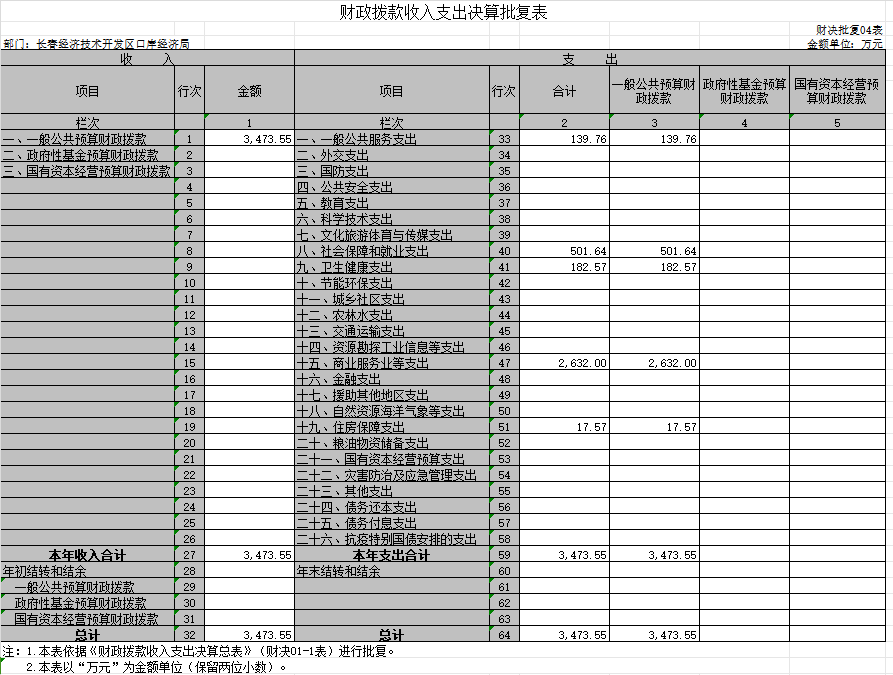 财政拨款收入支出决算批复表
财决批复04表
部门：长春经济技术开发区口岸经济局 金额单位：万元
收 入 支 出
项目 行次 金额 项目 行次 合计 一般公共预算财政拨款 政府性基金预算财政拨款 国有资本经营预算财政拨款
栏次 1 栏次 2 3 4 5
一、一般公共预算财政拨款 1 3,473.55 一、一般公共服务支出 33 139.76 139.76
二、政府性基金预算财政拨款 2 二、外交支出 34
三、国有资本经营预算财政拨款 3 三、国防支出 35
4 四、公共安全支出 36
5 五、教育支出 37
6 六、科学技术支出 38
7 七、文化旅游体育与传媒支出 39
8 八、社会保障和就业支出 40 501.64 501.64
9 九、卫生健康支出 41 182.57 182.57
10 十、节能环保支出 42
11 十一、城乡社区支出 43
12 十二、农林水支出 44
13 十三、交通运输支出 45
14 十四、资源勘探工业信息等支出 46
15 十五、商业服务业等支出 47 2,632.00 2,632.00
16 十六、金融支出 48
17 十七、援助其他地区支出 49
18 十八、自然资源海洋气象等支出 50
19 十九、住房保障支出 51 17.57 17.57
20 二十、粮油物资储备支出 52
21 二十一、国有资本经营预算支出 53
22 二十二、灾害防治及应急管理支出 54
23 二十三、其他支出 55
24 二十四、债务还本支出 56
25 二十五、债务付息支出 57
26 二十六、抗疫特别国债安排的支出 58
本年收入合计 27 3,473.55 本年支出合计 59 3,473.55 3,473.55
年初结转和结余 28 年末结转和结余 60
一般公共预算财政拨款 29 61
政府性基金预算财政拨款 30 62
国有资本经营预算财政拨款 31 63
总计 32 3,473.55 总计 64 3,473.55 3,473.55
注：1.本表依据《财政拨款收入支出决算总表》（财决01-1表）进行批复。
2.本表以“万元”为金额单位（保留两位小数）。